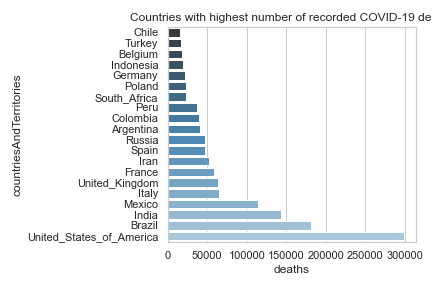 Countries with highest number of recorded COVID-19 de
countriesAndTerritories
Chile
Turkey
Belgium
Indonesia
Germany
Poland
South_Africa
Peru
Colombia
Argentina
Russia
Spain
Iran
France
United_Kingdom
Italy
Mexico
India
Brazil
United_States_of_America
0 50000 100000 150000 200000 250000 300000
deaths